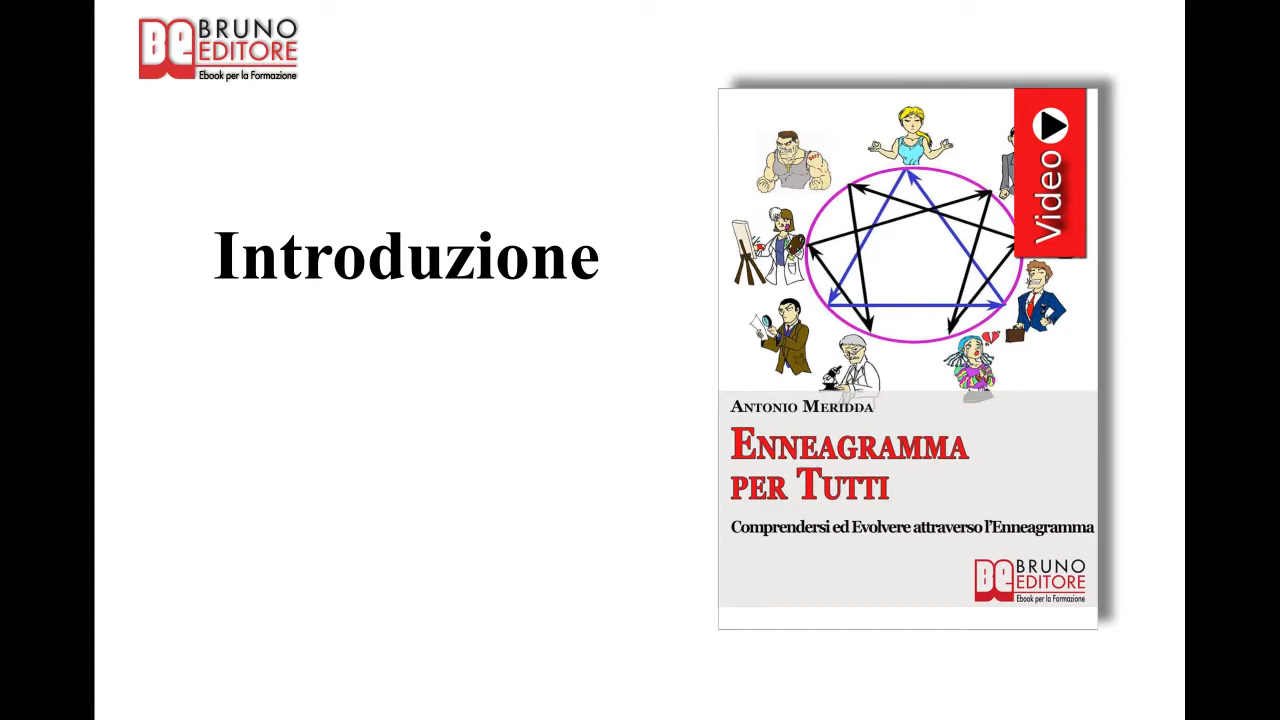 BRUNO
EDITORE
Ebook per la Formazione
Introduzione
Video
ANTONIO MERIDDA
ENNEAGRAMMA
PER TUTTI
Comprendersi ed Evolvere attraverso l'Enneagramma
BRUNO
EDITORE
Ebook per la Formazione